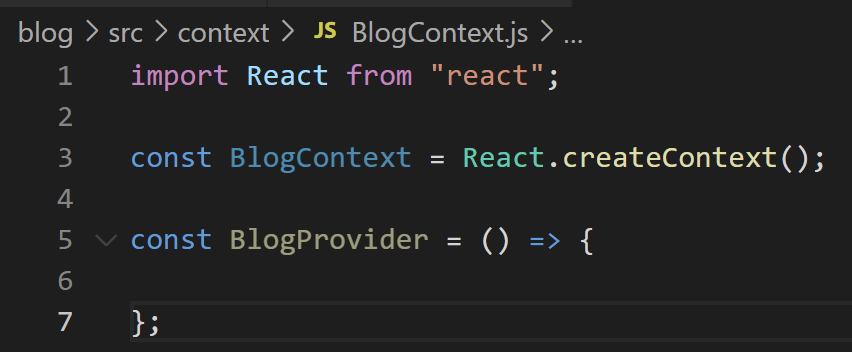 blog > src > context > JS BlogContext.js > ...
1 import React from "react";
2
3 const BlogContext = React.createContext();
4
5 const BlogProvider = () => {
6
7 };